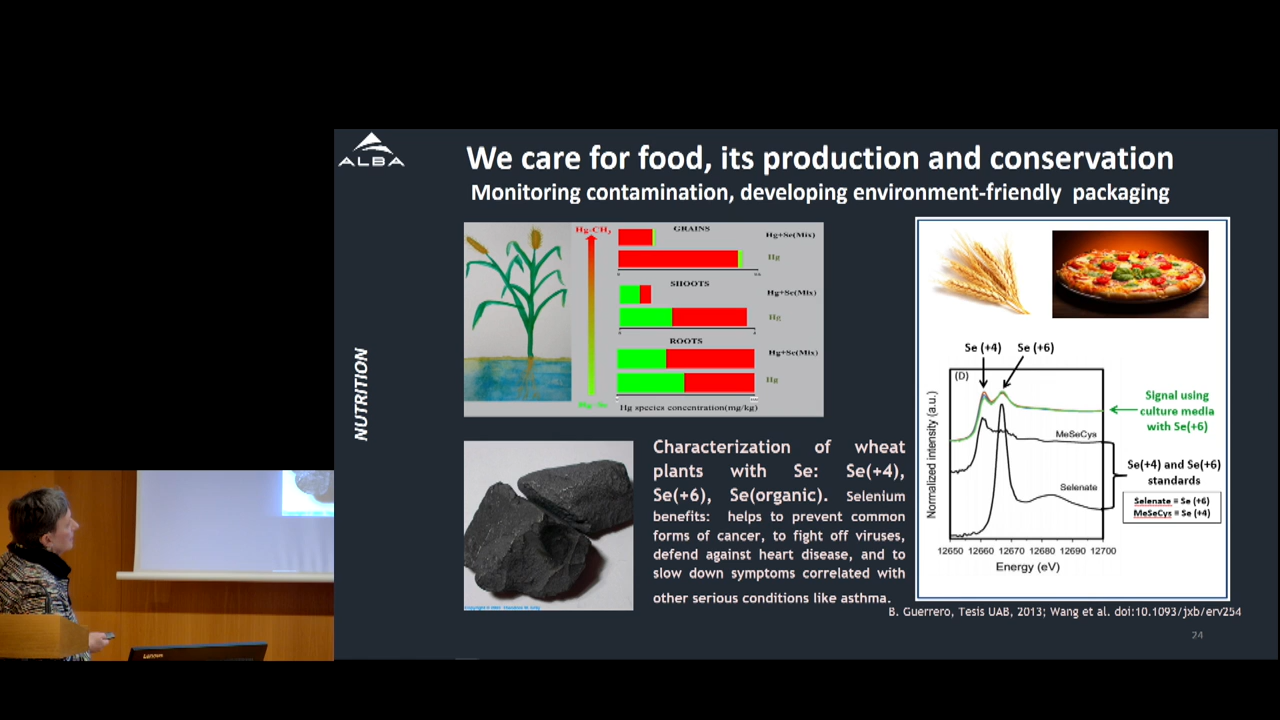 ALBA
We care for food, its production and conservation
Monitoring contamination, developing environment-friendly packaging
NUTRITION
Hg-CH3
Hg-Se
GRAINS
Hg+Se(Mix)
Hg
SHOOTS
Hg+Se(Mix)
Hg
ROOTS
Hg+Se(Mix)
Hg
Hg species concentration(mg/kg)
Characterization of wheat
plants with Se: Se(+4),
Se(+6), Se(organic). Selenium
benefits: helps to prevent common
forms of cancer, to fight off viruses,
defend against heart disease, and to
slow down symptoms correlated with
other serious conditions like asthma.
Se (+4) Se (+6)
(D)
Normalized intensity (a.u.)
MeSeCys
Selenate
12650 12660 12670 12680 12690 12700
Energy (eV)
Signal using
culture media
with Se(+6)
Se(+4) and Se(+6)
standards
Selenate = Se (+6)
MeSeCys = Se (+4)
B. Guerrero, Tesis UAB, 2013; Wang et al. doi:10.1093/jxb/erv254
24
Lenovo